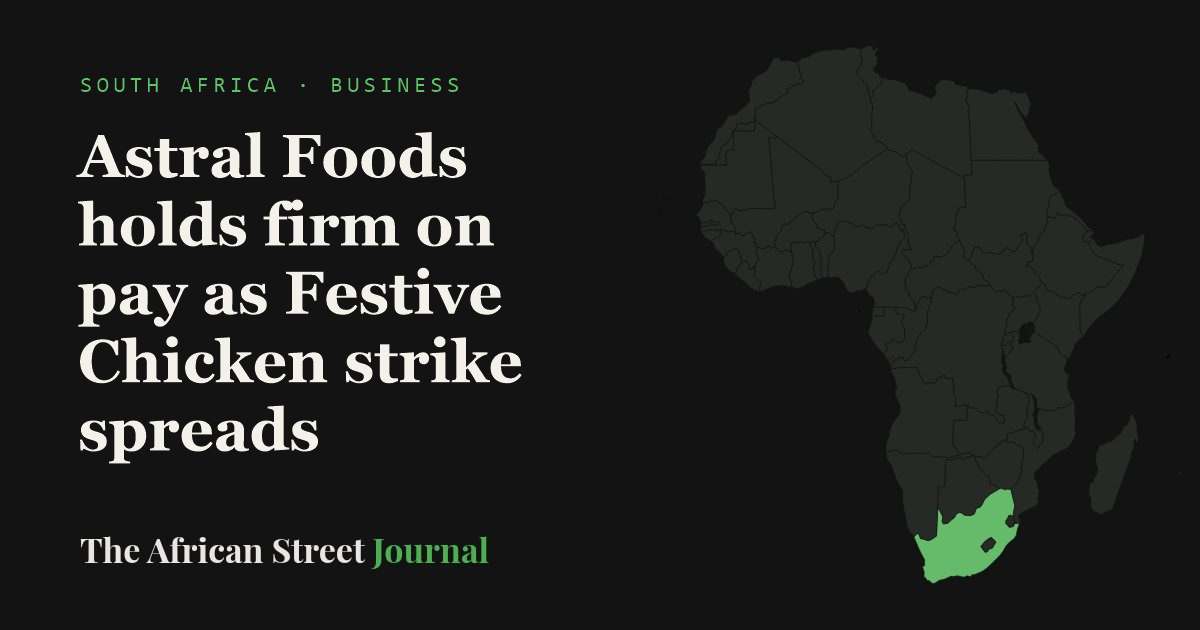 SOUTH AFRICA · BUSINESS
Astral Foods
holds firm on
pay as Festive
Chicken strike
spreads
The African Street Journal